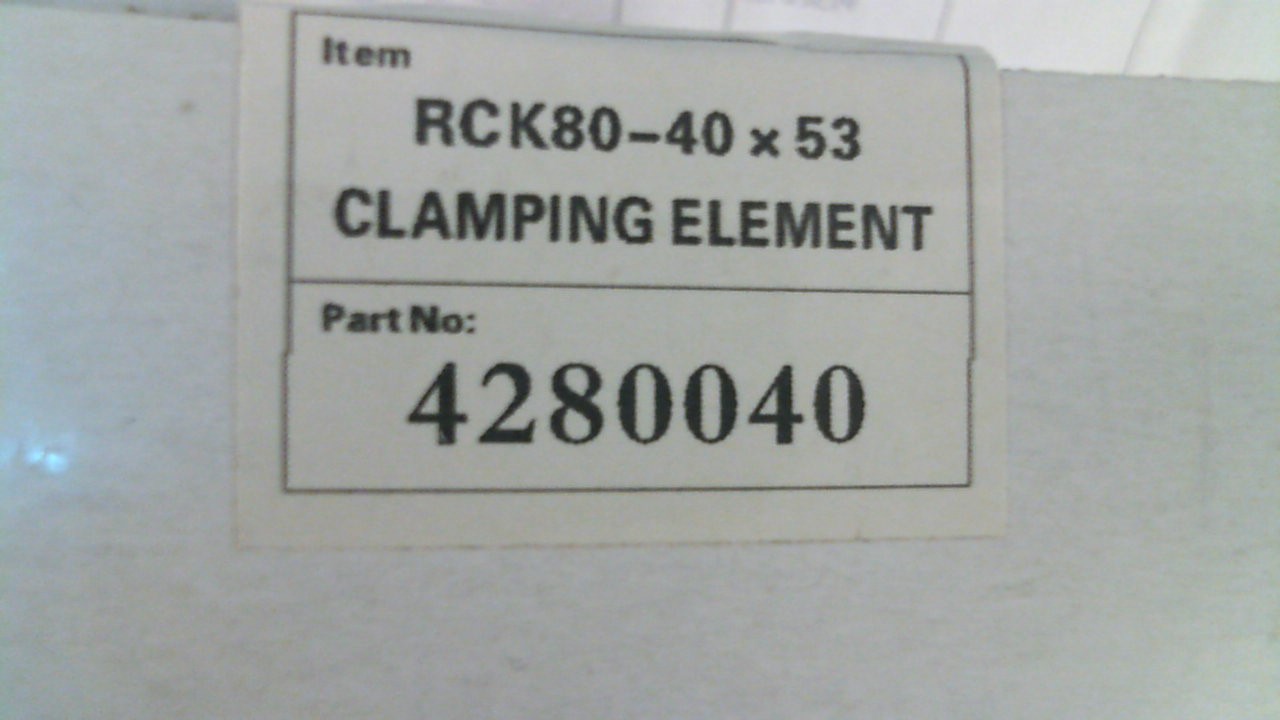 Item
RCK80-40 x 53
CLAMPING ELEMENT
Part No:
4280040